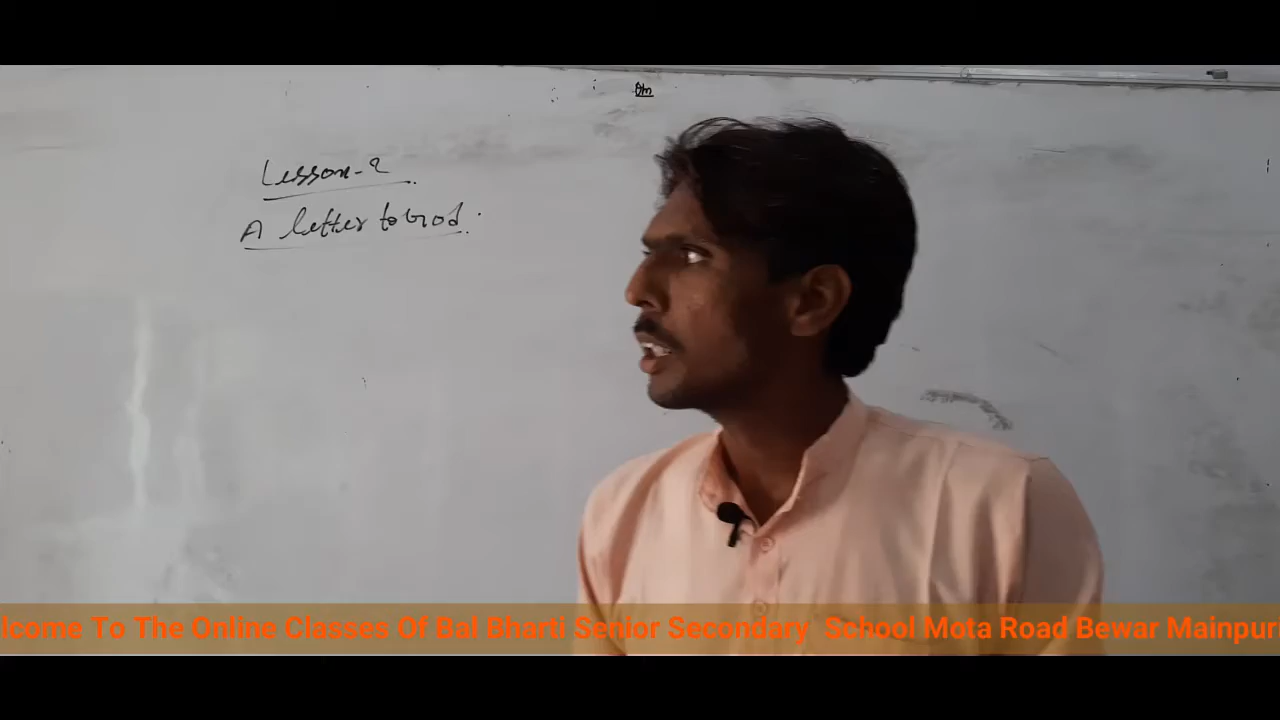 Om
Lesson-2
A letter to God.
lcome To The Online Classes Of Bal Bharti Senior Secondary School Mota Road Bewar Mainpur